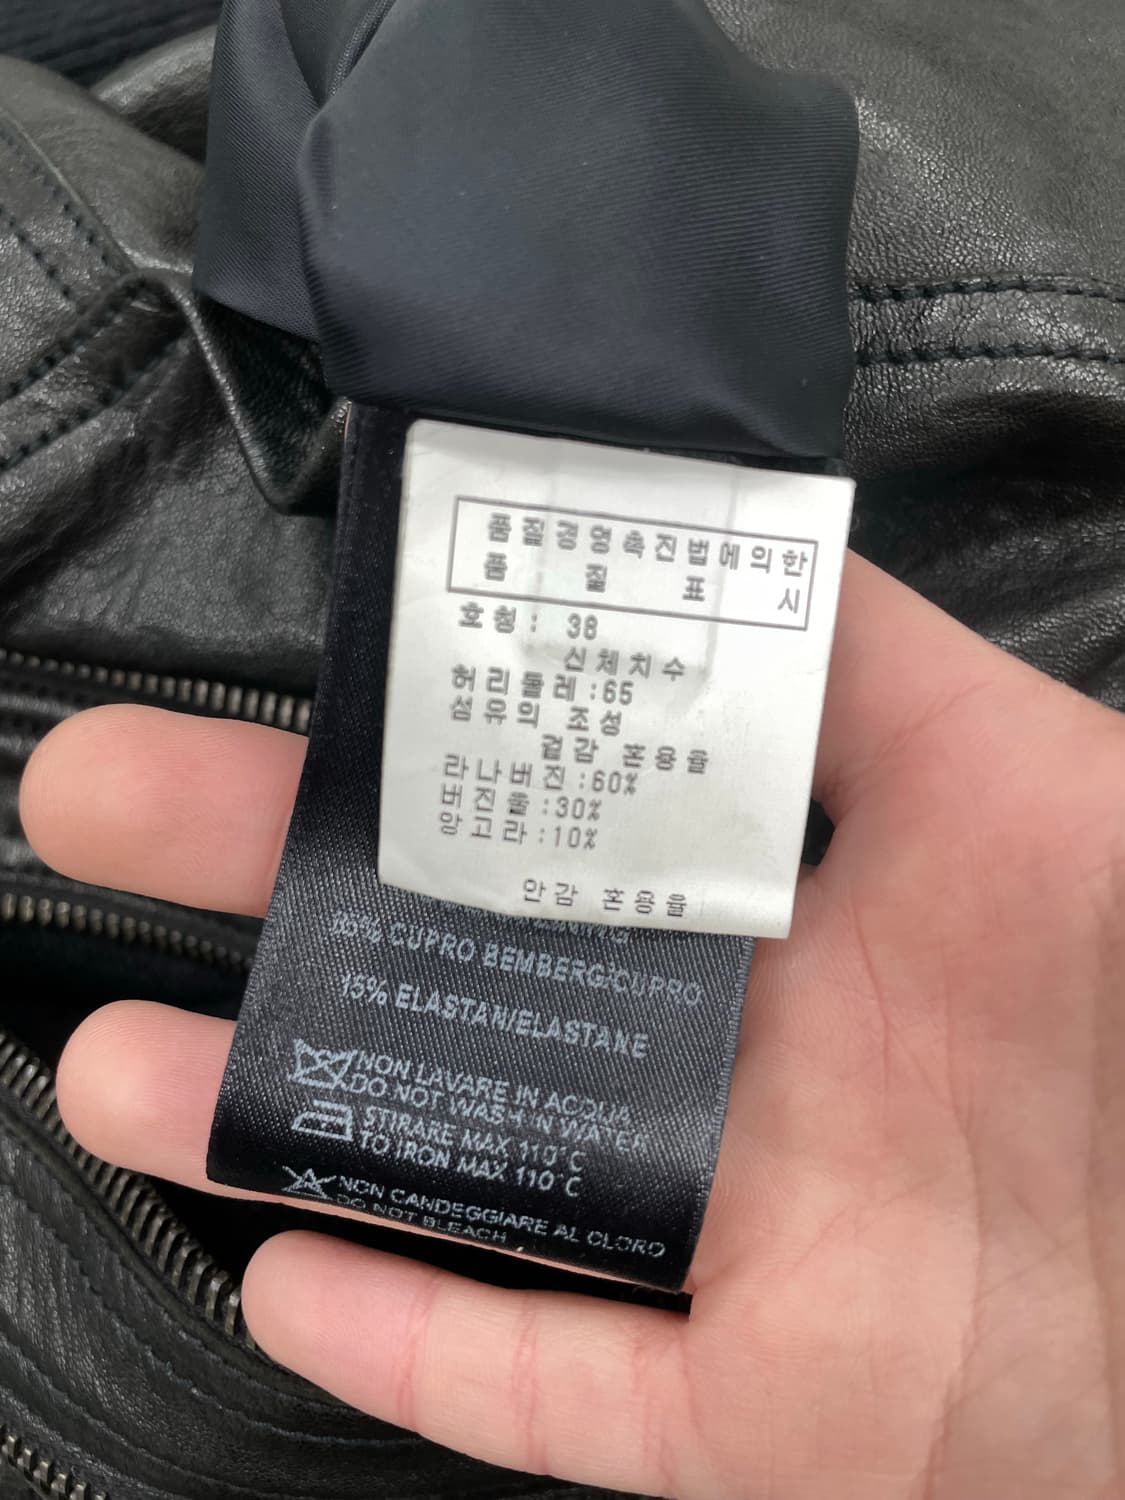 품질경영촉진법에의한
품 질 표 시
호칭: 38
신체치수
허리둘레:65
섬유의 조성
겉감 혼용율
라나버진:60%
버진울:30%
앙고라:10%
안감 혼용율
85% CUPRO BEMBERG/CUPRO
15% ELASTAN/ELASTANE
NON LAVARE IN ACQUA
DO NOT WASH IN WATER
STIRARE MAX 110°C
TO IRON MAX 110°C
NON CANDEGGIARE AL CLORO
DO NOT BLEACH